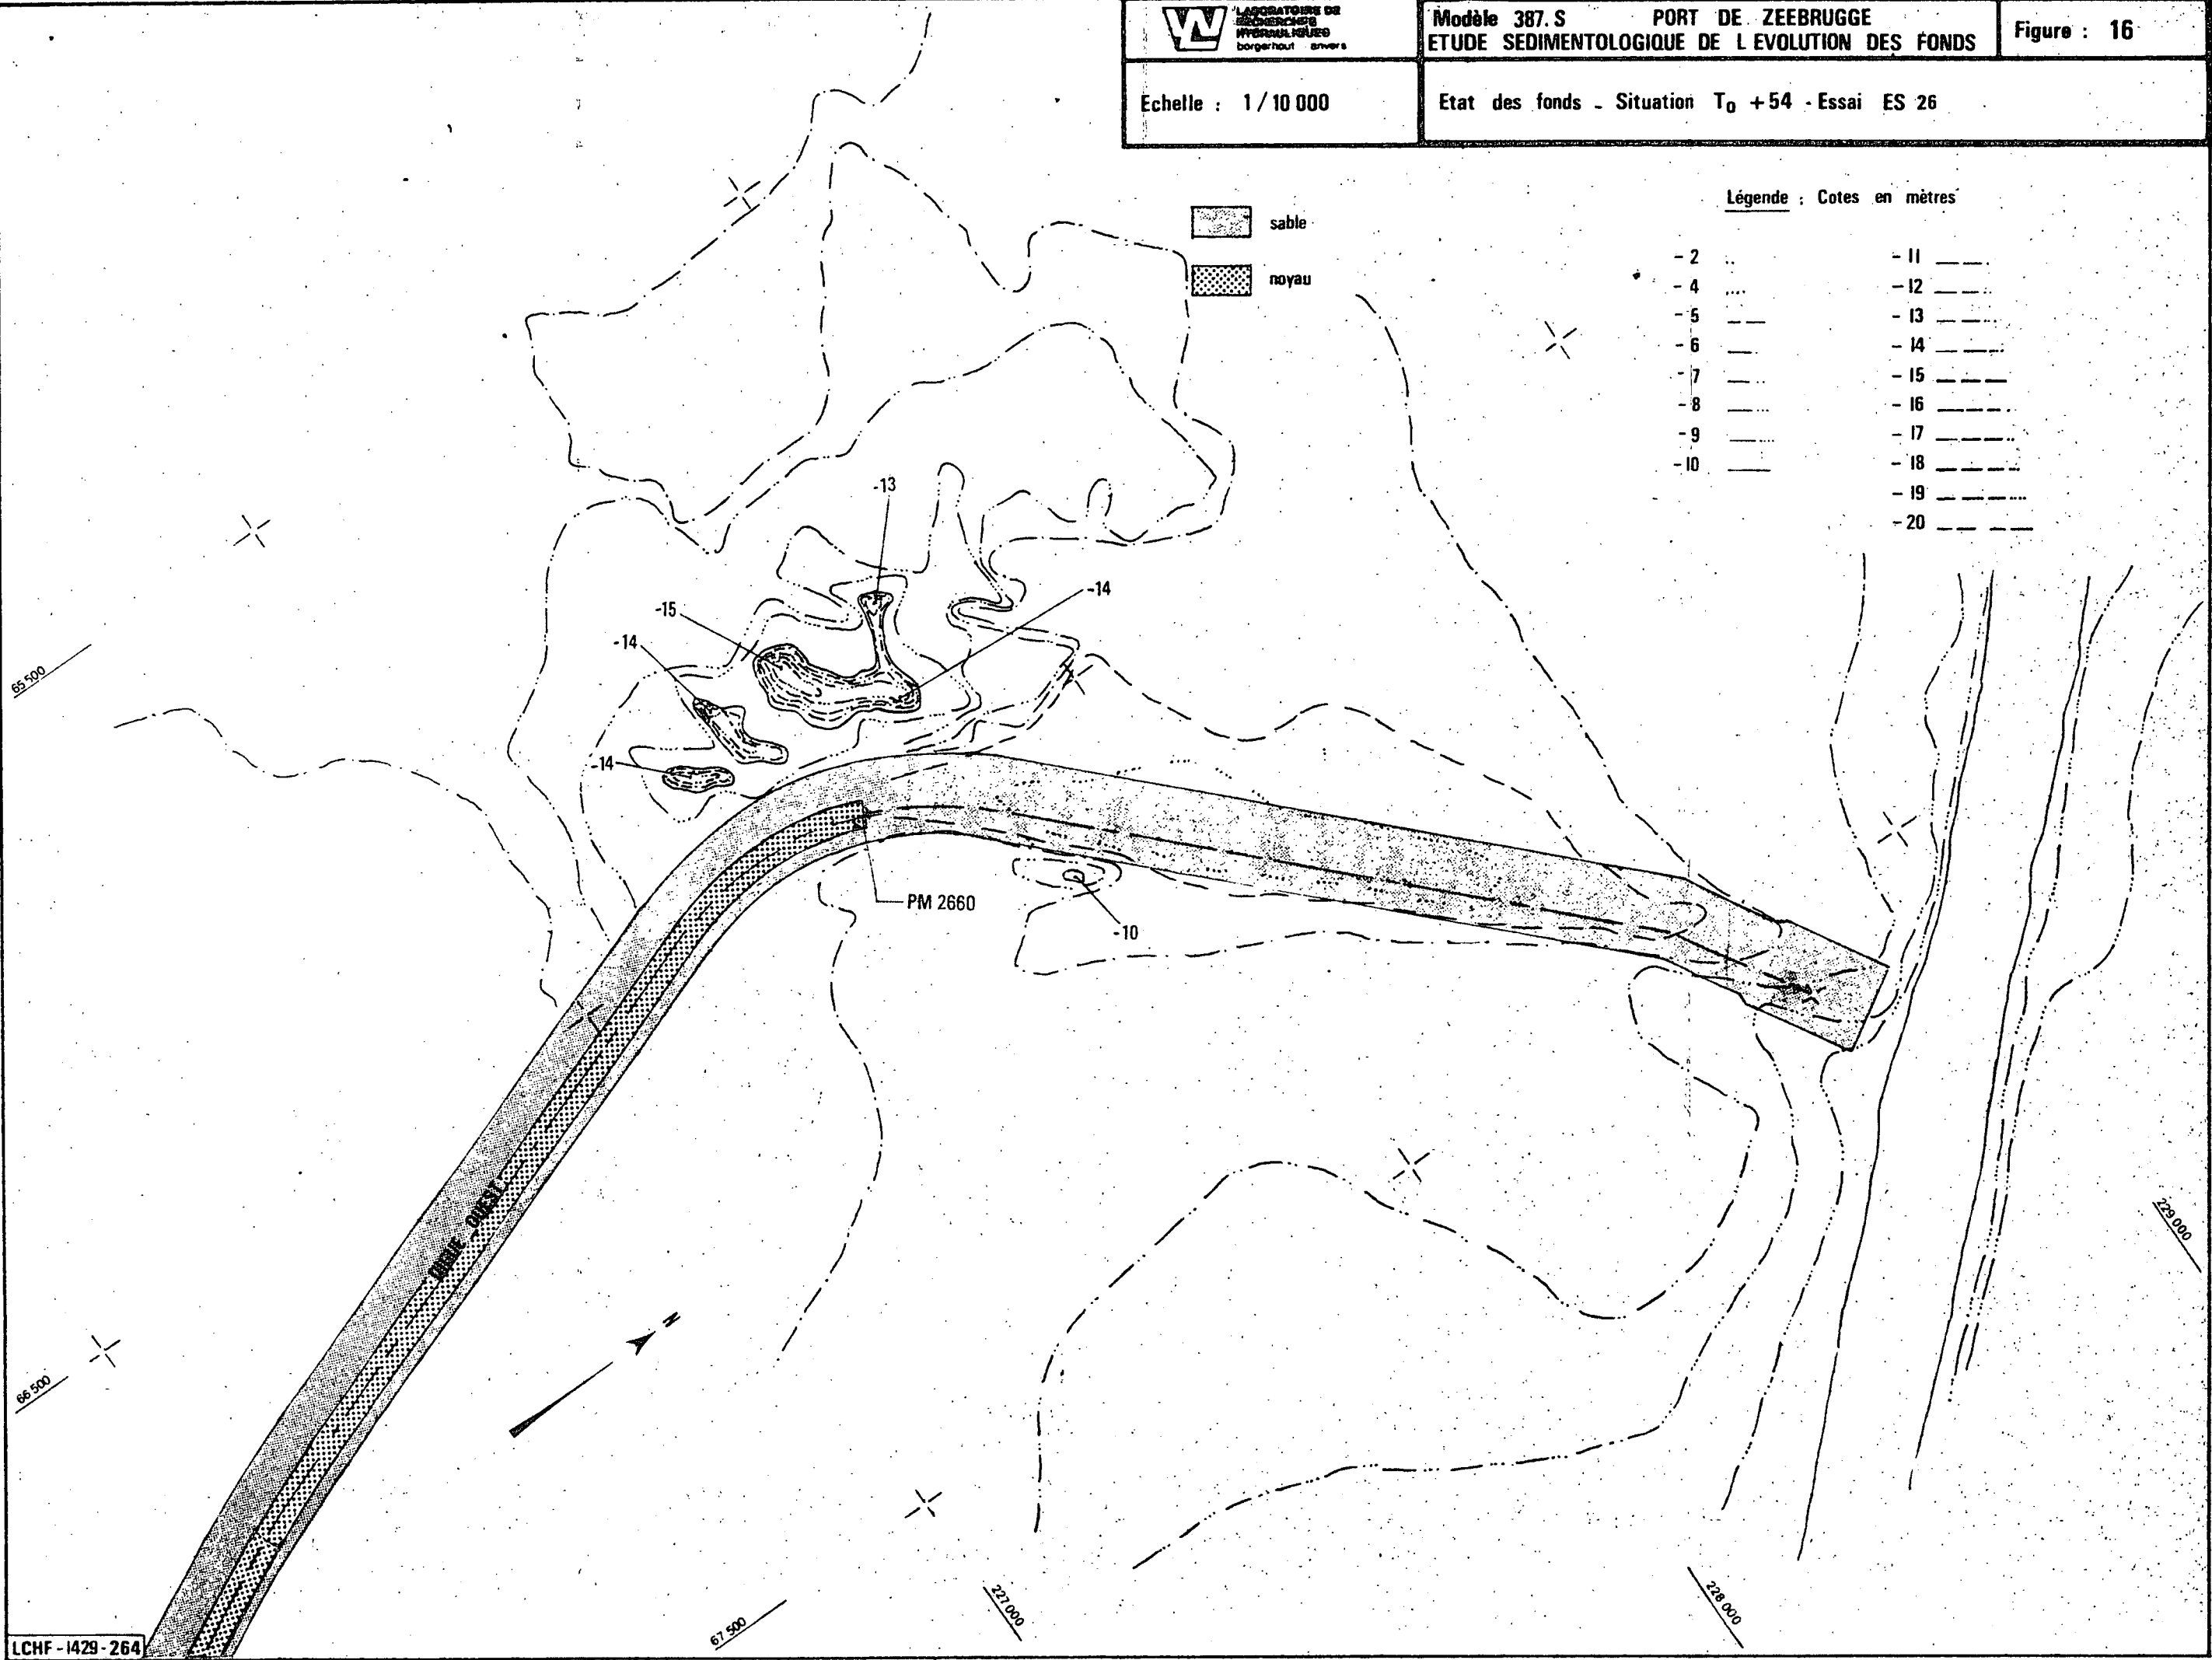 LABORATOIRE DE
RECHERCHES
HYDRAULIQUES
borgerhout anvers
Modèle 387. S PORT DE ZEEBRUGGE
ETUDE SEDIMENTOLOGIQUE DE L EVOLUTION DES FONDS
Figure : 16
Echelle : 1 / 10 000
Etat des fonds - Situation T0 + 54 - Essai ES 26
sable
noyau
Légende : Cotes en mètres
- 2
- 4
- 5
- 6
- 7
- 8
- 9
- 10
- 11
- 12
- 13
- 14
- 15
- 16
- 17
- 18
- 19
- 20
-13
-14
-15
-14
-14
65 500
PM 2660
-10
DIGUE OUEST
N
229 000
66 500
67 500
227 000
228 000
LCHF - 1429 - 264